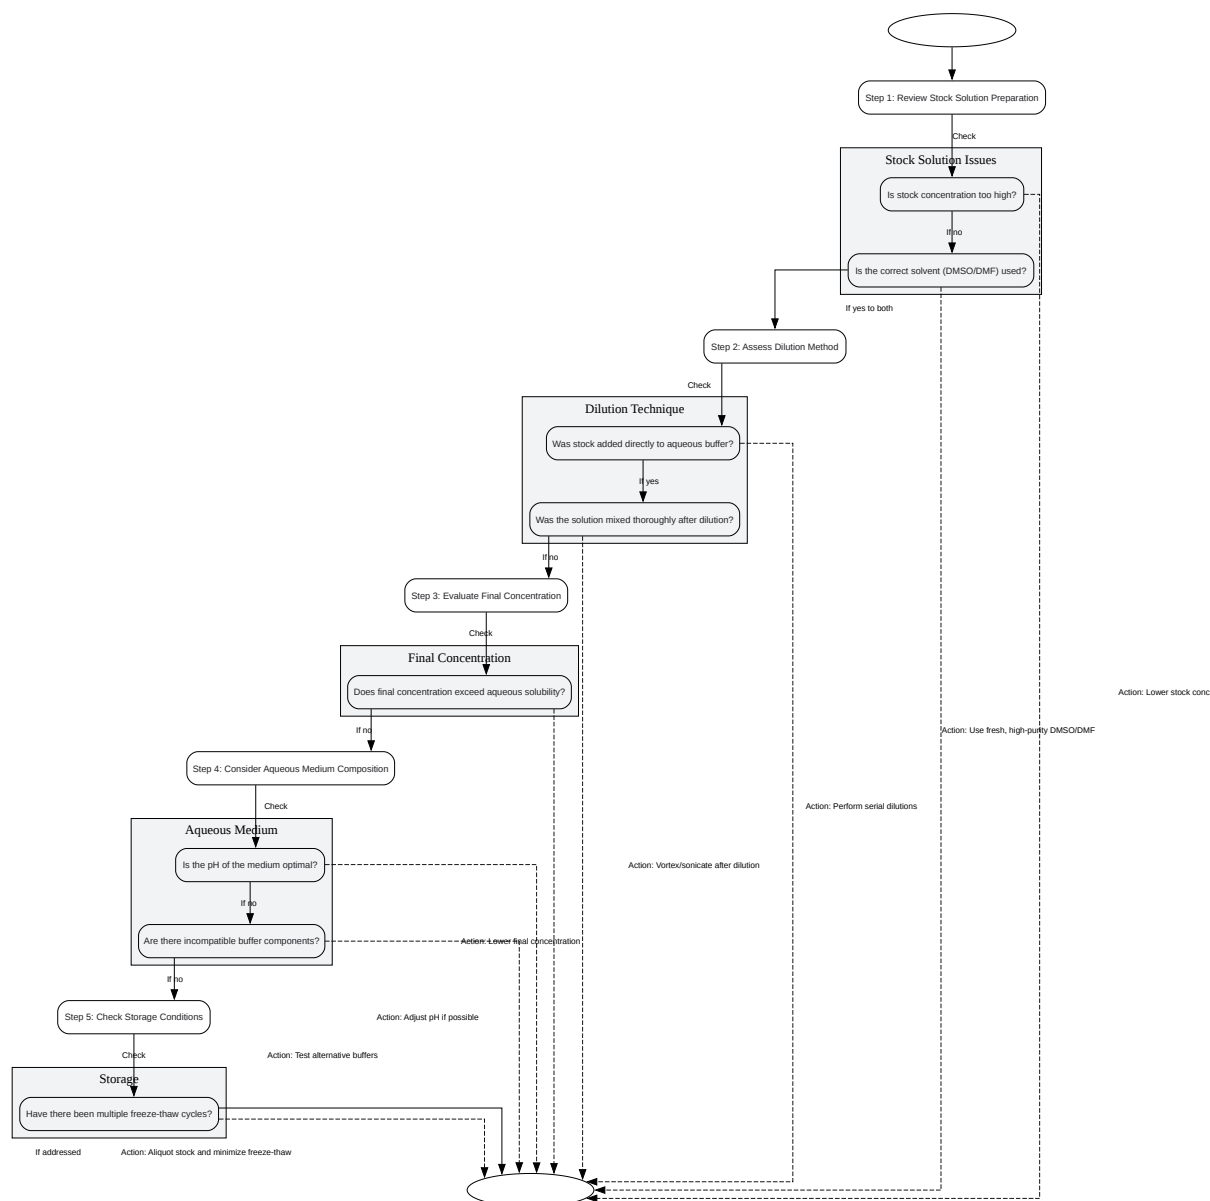 Step 1: Review Stock Solution Preparation
Check
Stock Solution Issues
Is stock concentration too high?
If no
Is the correct solvent (DMSO/DMF) used?
If yes to both
Step 2: Assess Dilution Method
Check
Dilution Technique
Was stock added directly to aqueous buffer?
If yes
Was the solution mixed thoroughly after dilution?
If no
Step 3: Evaluate Final Concentration
Check
Final Concentration
Does final concentration exceed aqueous solubility?
Action: Lower stock conc
If no
Action: Use fresh, high-purity DMSO/DMF
Step 4: Consider Aqueous Medium Composition
Check
Action: Perform serial dilutions
Aqueous Medium
Is the pH of the medium optimal?
Action: Vortex/sonicate after dilution
If no
Are there incompatible buffer components?
Action: Lower final concentration
If no
Step 5: Check Storage Conditions
Action: Adjust pH if possible
Check
Action: Test alternative buffers
Storage
Have there been multiple freeze-thaw cycles?
If addressed
Action: Aliquot stock and minimize freeze-thaw